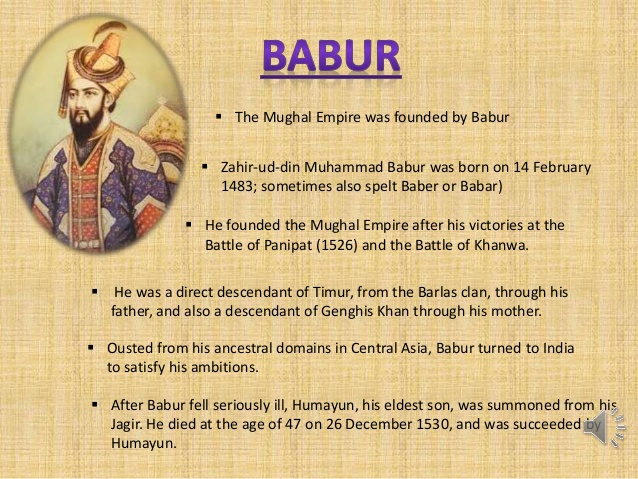 BABUR
▪ The Mughal Empire was founded by Babur
▪ Zahir-ud-din Muhammad Babur was born on 14 February
1483; sometimes also spelt Baber or Babar)
▪ He founded the Mughal Empire after his victories at the
Battle of Panipat (1526) and the Battle of Khanwa.
▪ He was a direct descendant of Timur, from the Barlas clan, through his
father, and also a descendant of Genghis Khan through his mother.
▪ Ousted from his ancestral domains in Central Asia, Babur turned to India
to satisfy his ambitions.
▪ After Babur fell seriously ill, Humayun, his eldest son, was summoned from his
Jagir. He died at the age of 47 on 26 December 1530, and was succeeded by
Humayun.